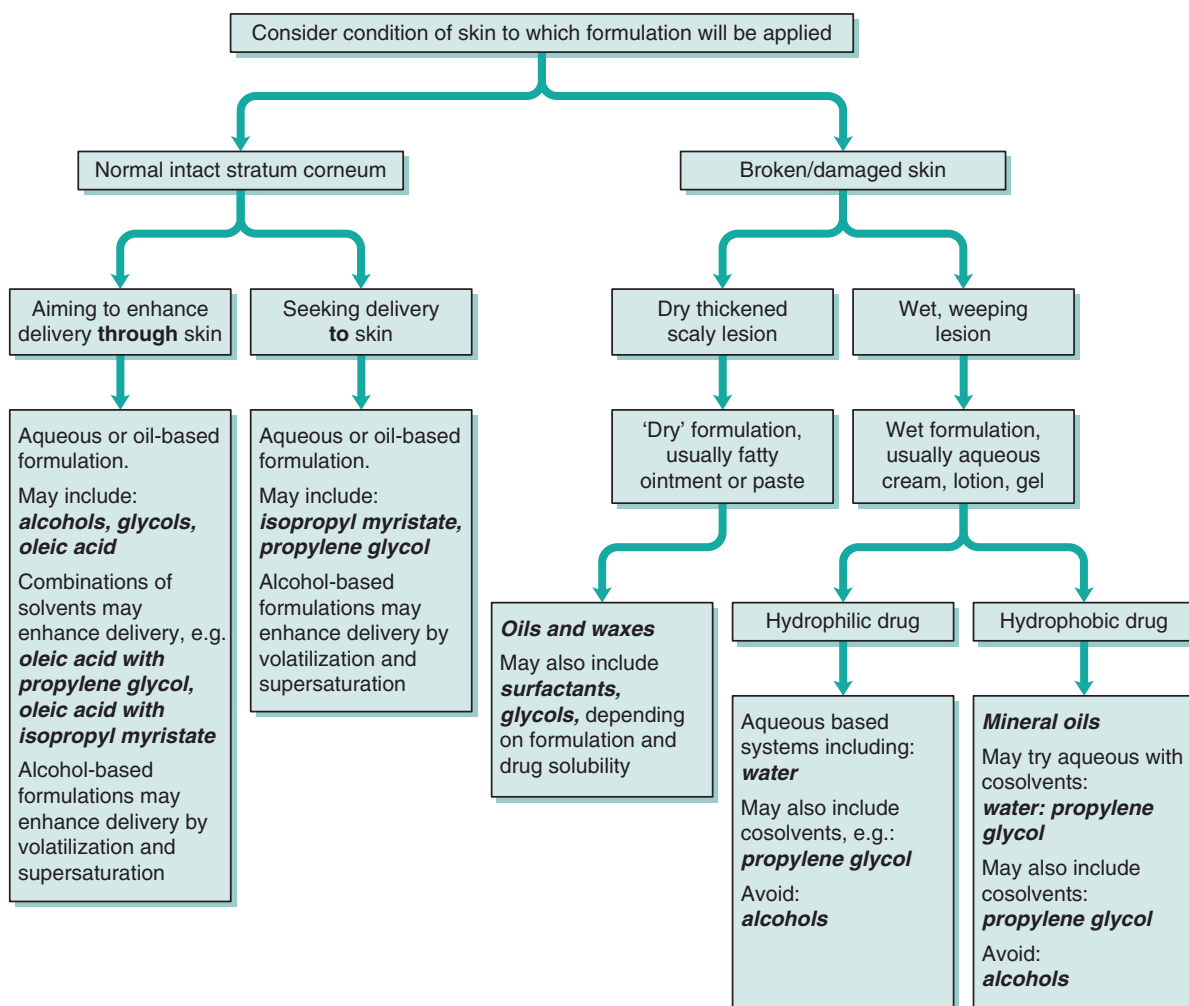 Consider condition of skin to which formulation will be applied
Normal intact stratum corneum
Broken/damaged skin
Aiming to enhance
delivery through skin
Seeking delivery
to skin
Dry thickened
scaly lesion
Wet, weeping
lesion
Aqueous or oil-based
formulation.
May include:
alcohols, glycols,
oleic acid
Combinations of
solvents may
enhance delivery, e.g.
oleic acid with
propylene glycol,
oleic acid with
isopropyl myristate
Alcohol-based
formulations may
enhance delivery by
volatilization and
supersaturation
Aqueous or oil-based
formulation.
May include:
isopropyl myristate,
propylene glycol
Alcohol-based
formulations may
enhance delivery by
volatilization and
supersaturation
‘Dry’ formulation,
usually fatty
ointment or paste
Wet formulation,
usually aqueous
cream, lotion, gel
Oils and waxes
May also include
surfactants,
glycols, depending
on formulation and
drug solubility
Hydrophilic drug
Hydrophobic drug
Aqueous based
systems including:
water
May also include
cosolvents, e.g.:
propylene glycol
Avoid:
alcohols
Mineral oils
May try aqueous with
cosolvents:
water: propylene
glycol
May also include
cosolvents:
propylene glycol
Avoid:
alcohols